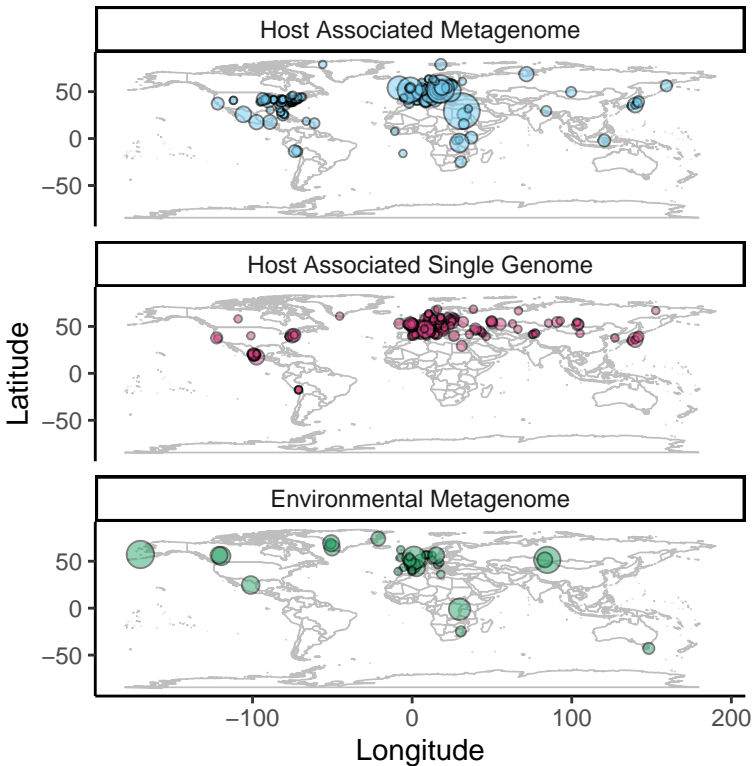 Host Associated Metagenome
50
0
−50
Host Associated Single Genome
50
0
−50
Latitude
Environmental Metagenome
50
0
−50
−100 0 100 200
Longitude